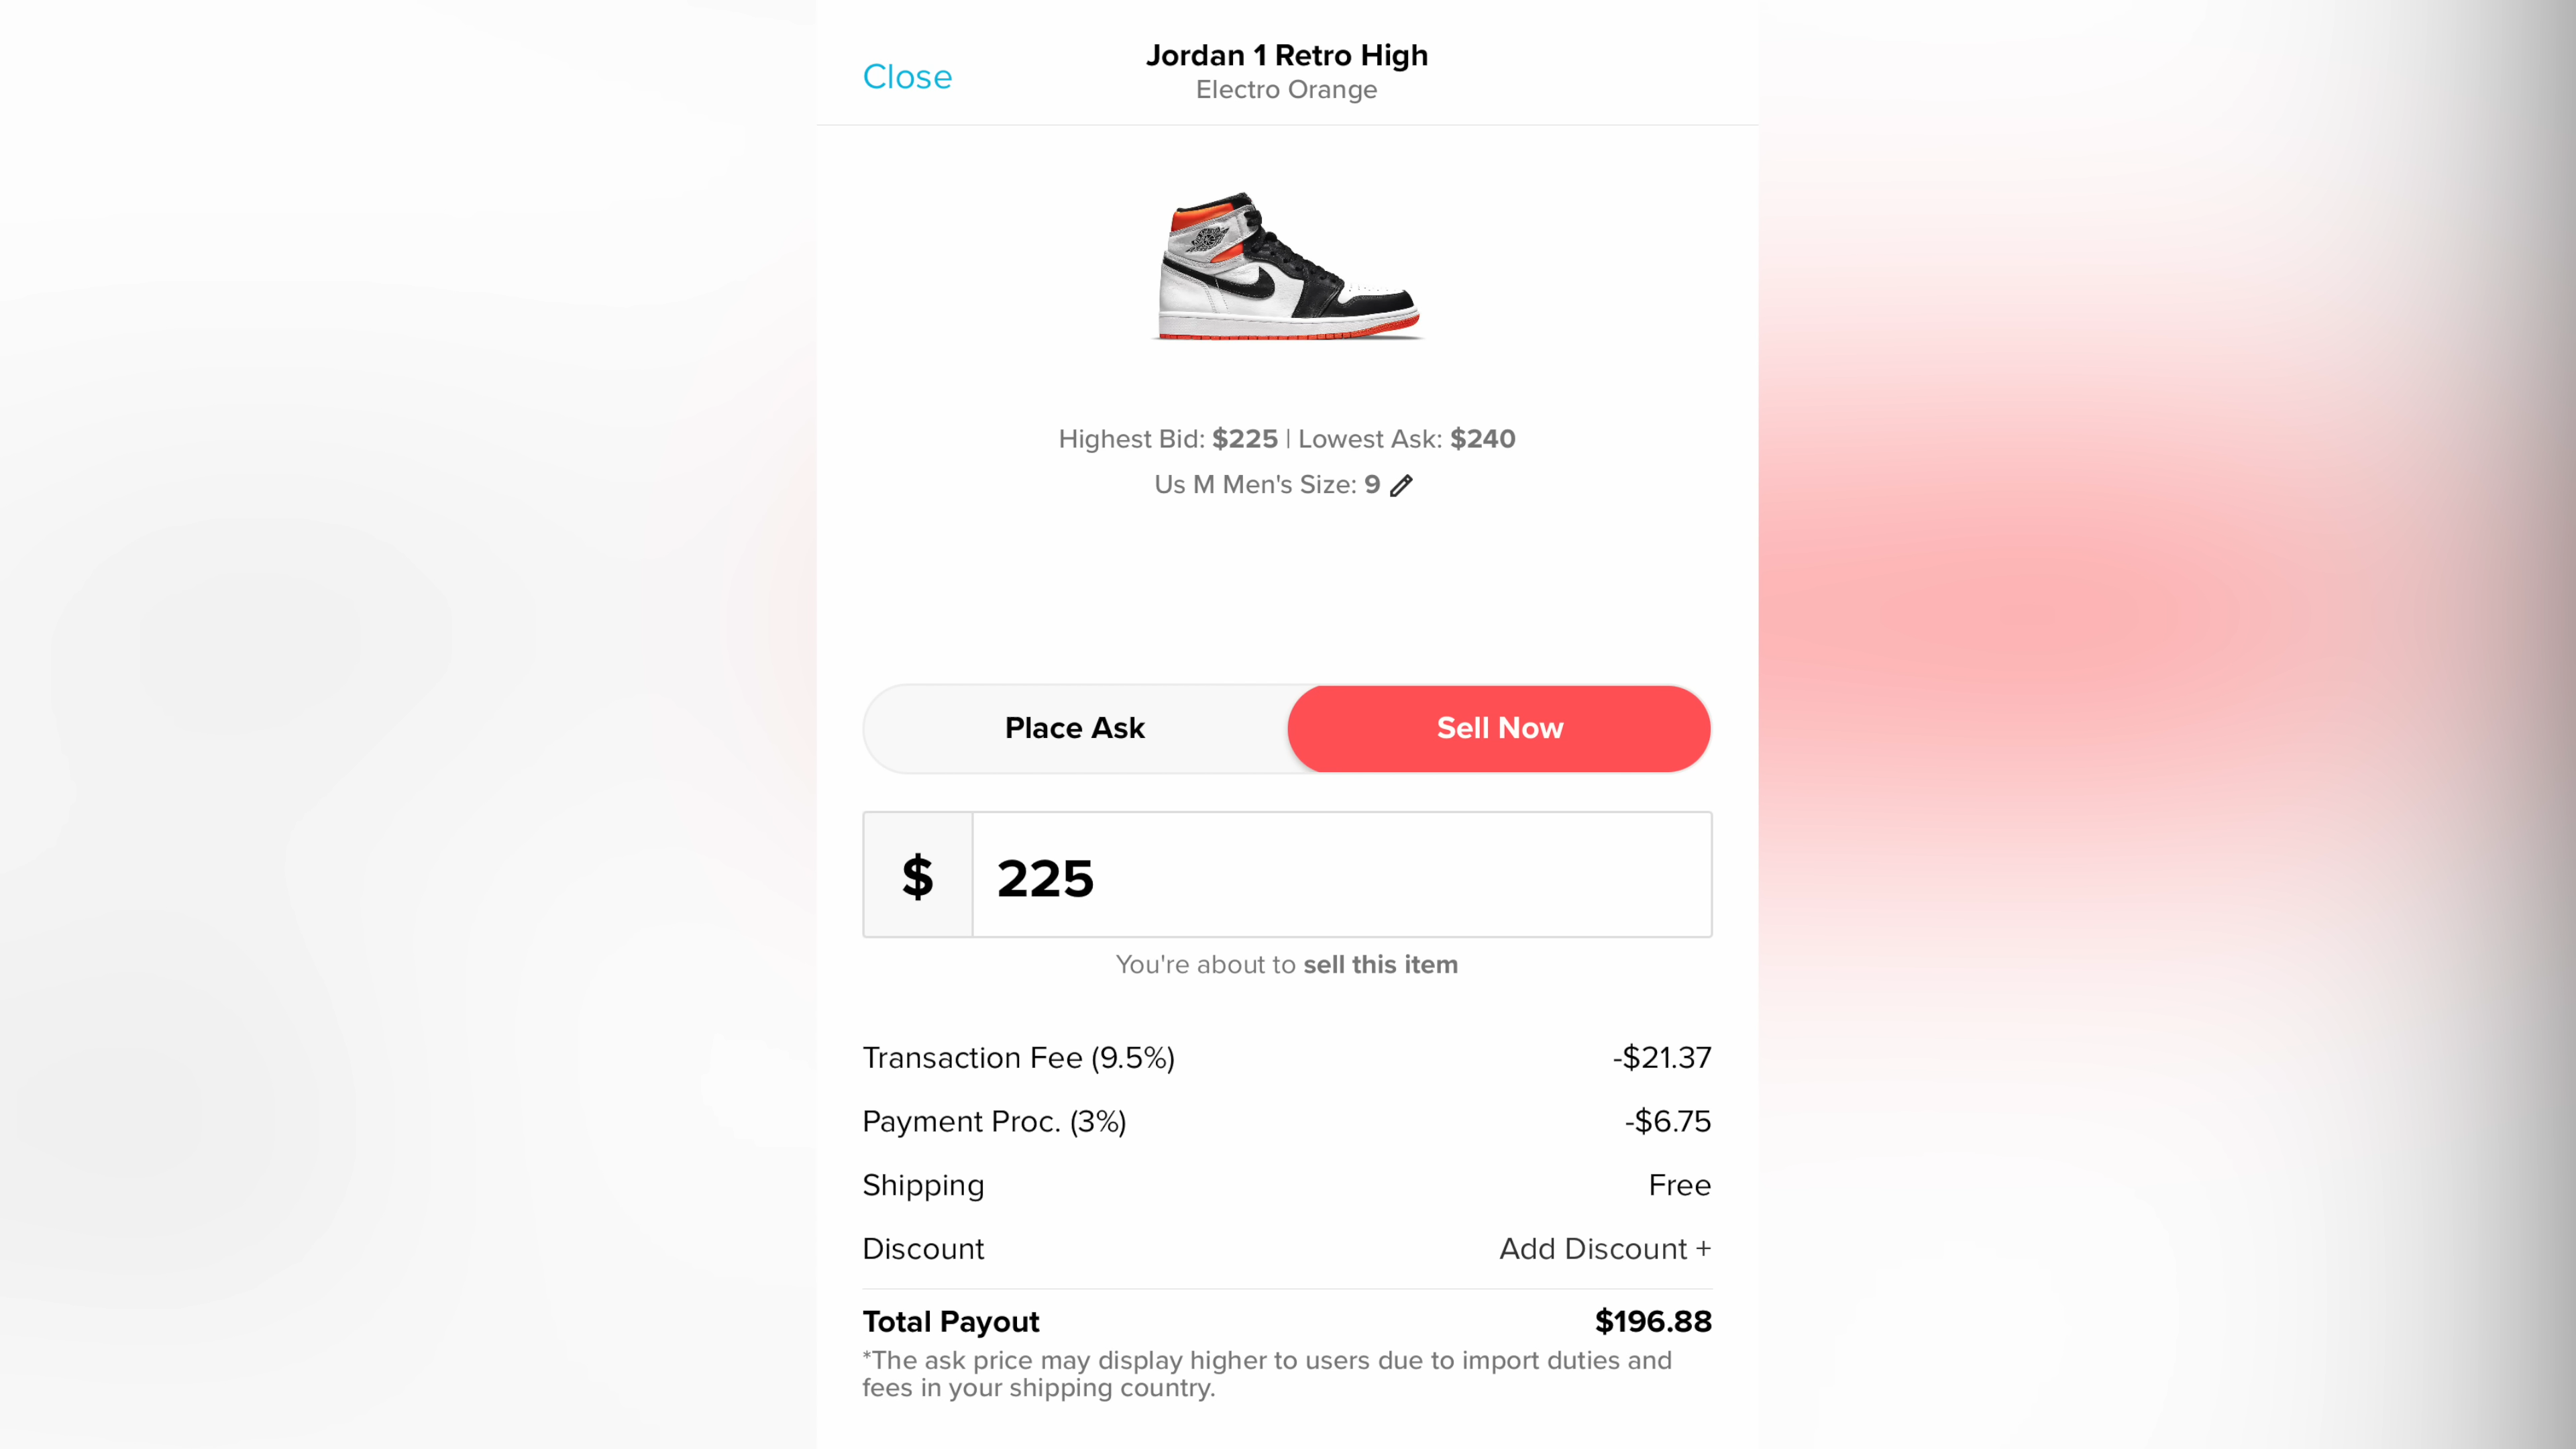 Close
Jordan 1 Retro High
Electro Orange
Highest Bid: $225 | Lowest Ask: $240
Us M Men's Size: 9
Place Ask
Sell Now
$ 225
You're about to sell this item
Transaction Fee (9.5%) -$21.37
Payment Proc. (3%) -$6.75
Shipping Free
Discount Add Discount +
Total Payout $196.88
*The ask price may display higher to users due to import duties and
fees in your shipping country.